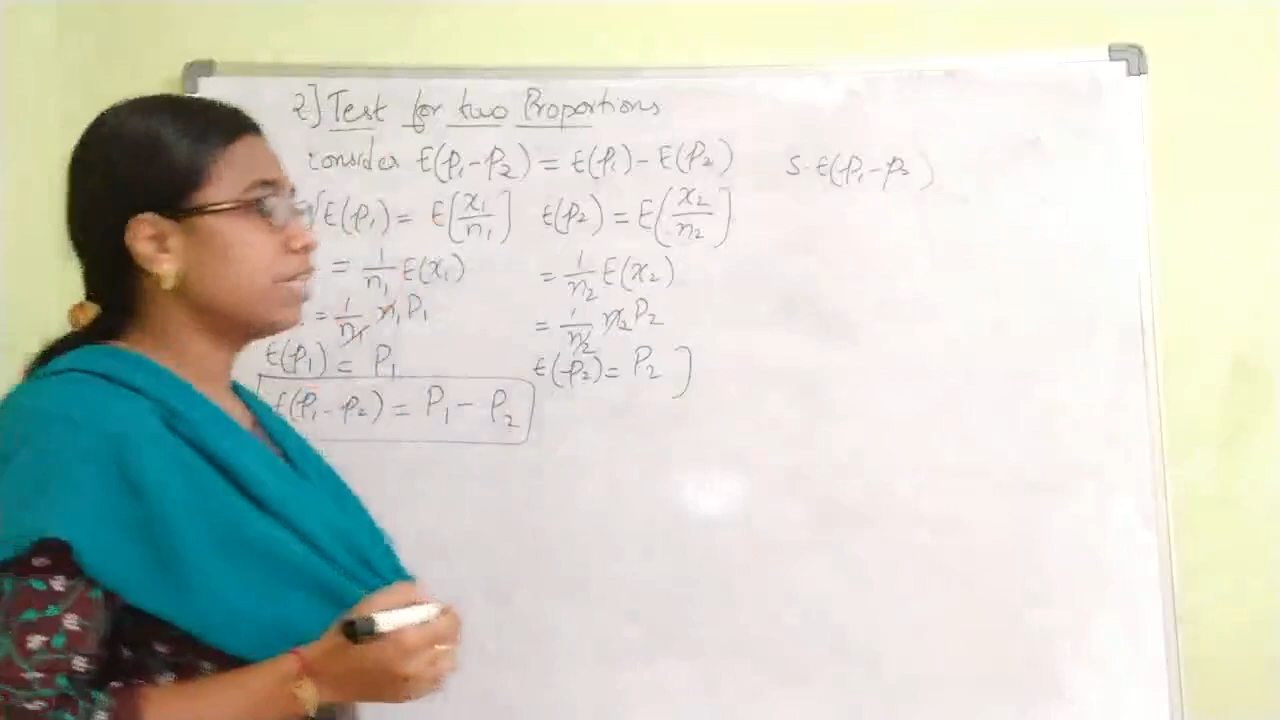 2] Test for two Proportions
consider E(p₁-p₂) = E(p₁) - E(p₂)
S.E(p₁-p₂)
[E(p₁) = E[x₁/n₁] E(p₂) = E[x₂/n₂]
= 1/n₁ E(x₁) = 1/n₂ E(x₂)
= 1/n₁ n₁P₁ = 1/n₂ n₂P₂
E(p₁) = P₁ E(p₂) = P₂ ]
E(p₁-p₂) = P₁ - P₂